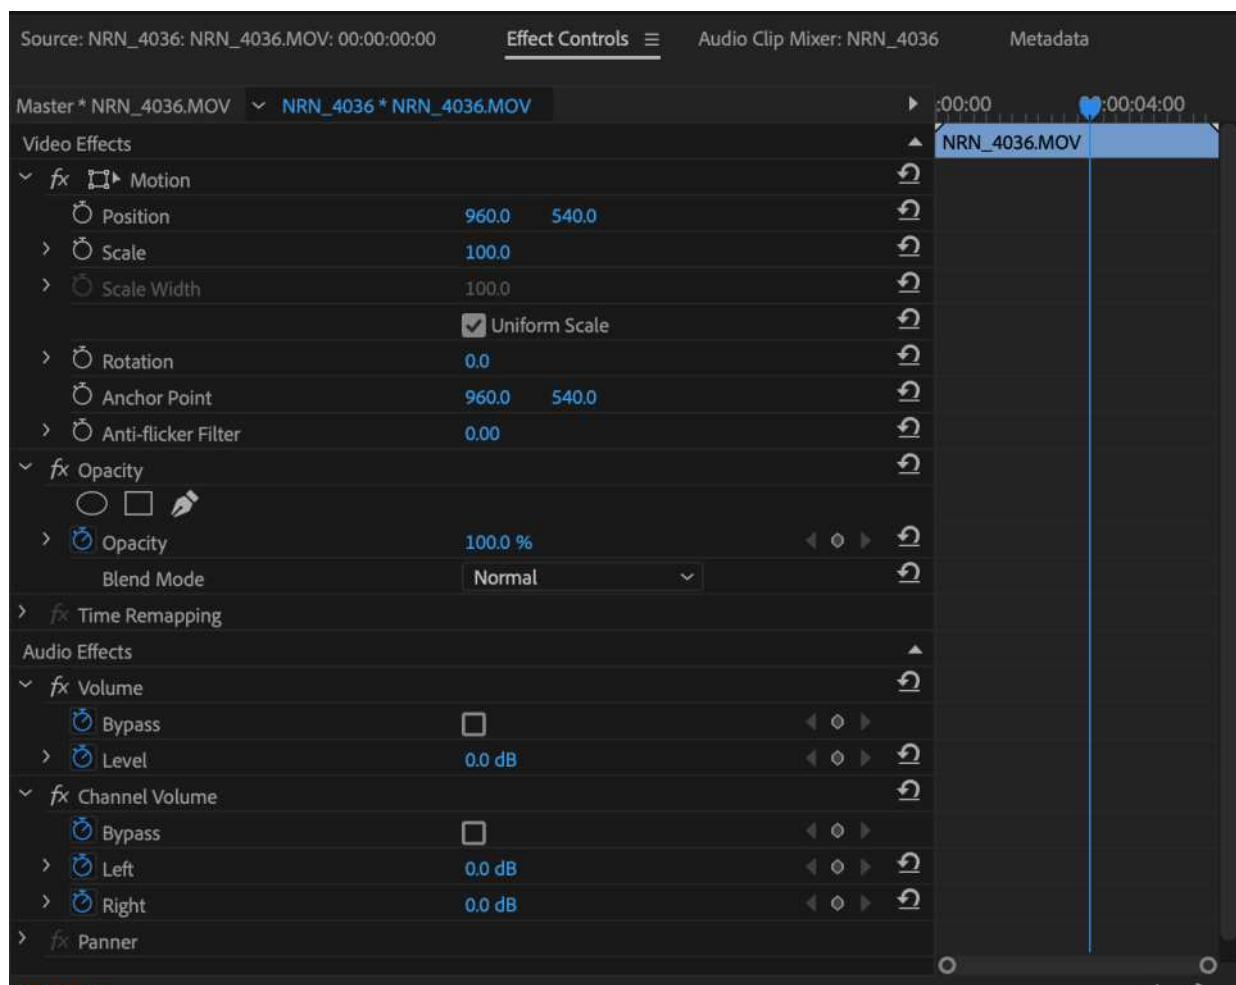 Source: NRN_4036: NRN_4036.MOV: 00:00:00:00 Effect Controls Audio Clip Mixer: NRN_4036 Metadata
Master * NRN_4036.MOV NRN_4036 * NRN_4036.MOV :00:00 00:00:04:00
Video Effects NRN_4036.MOV
fx Motion
Position 960.0 540.0
Scale 100.0
Scale Width 100.0
Uniform Scale
Rotation 0.0
Anchor Point 960.0 540.0
Anti-flicker Filter 0.00
fx Opacity
Opacity 100.0 %
Blend Mode Normal
fx Time Remapping
Audio Effects
fx Volume
Bypass
Level 0.0 dB
fx Channel Volume
Bypass
Left 0.0 dB
Right 0.0 dB
fx Panner